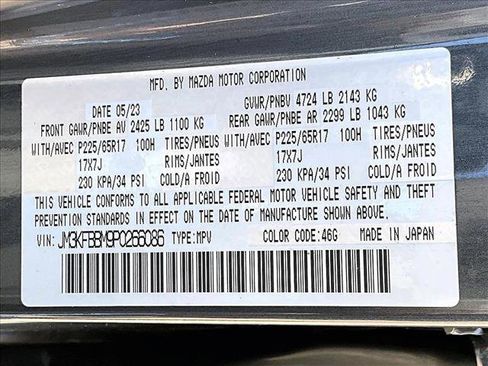 MFD. BY MAZDA MOTOR CORPORATION
DATE 05/23 GVWR/PNBV 4724 LB 2143 KG
FRONT GAWR/PNBE AV 2425 LB 1100 KG REAR GAWR/PNBE AR 2299 LB 1043 KG
WITH/AVEC P225/65R17 100H TIRES/PNEUS WITH/AVEC P225/65R17 100H TIRES/PNEUS
17X7J RIMS/JANTES 17X7J RIMS/JANTES
230 KPA/34 PSI COLD/A FROID 230 KPA/34 PSI COLD/A FROID
THIS VEHICLE CONFORMS TO ALL APPLICABLE FEDERAL MOTOR VEHICLE SAFETY AND THEFT
PREVENTION STANDARDS IN EFFECT ON THE DATE OF MANUFACTURE SHOWN ABOVE.
VIN: JM3KFBBM9P0266086 TYPE: MPV COLOR CODE: 46G MADE IN JAPAN